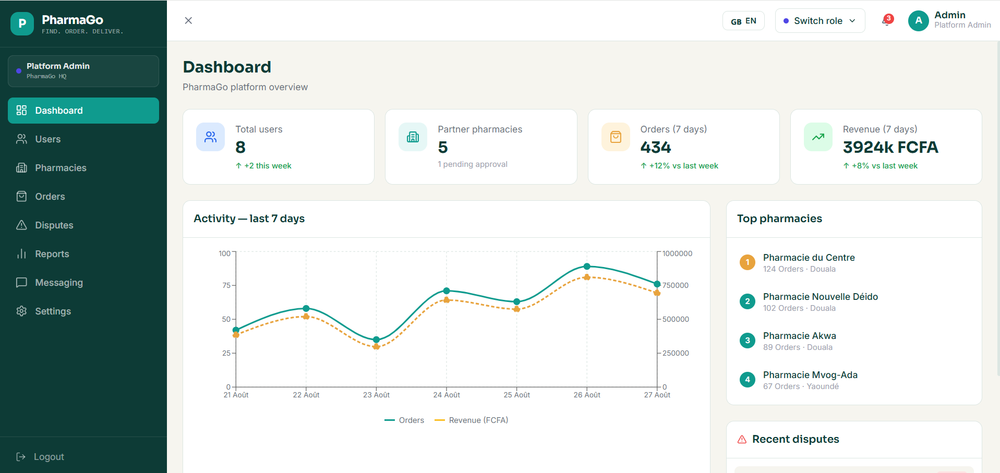 P
PharmaGo
FIND. ORDER. DELIVER.
Platform Admin
PharmaGo HQ
Dashboard
Users
Pharmacies
Orders
Disputes
Reports
Messaging
Settings
Logout
GB EN
Switch role
3
A
Admin
Platform Admin
Dashboard
PharmaGo platform overview
Total users
8
↑ +2 this week
Partner pharmacies
5
1 pending approval
Orders (7 days)
434
↑ +12% vs last week
Revenue (7 days)
3924k FCFA
↑ +8% vs last week
Activity — last 7 days
100
75
50
25
0
1000000
750000
500000
250000
0
21 Août
22 Août
23 Août
24 Août
25 Août
26 Août
27 Août
Orders
Revenue (FCFA)
Top pharmacies
1
Pharmacie du Centre
124 Orders · Douala
2
Pharmacie Nouvelle Déido
102 Orders · Douala
3
Pharmacie Akwa
89 Orders · Douala
4
Pharmacie Mvog-Ada
67 Orders · Yaoundé
Recent disputes